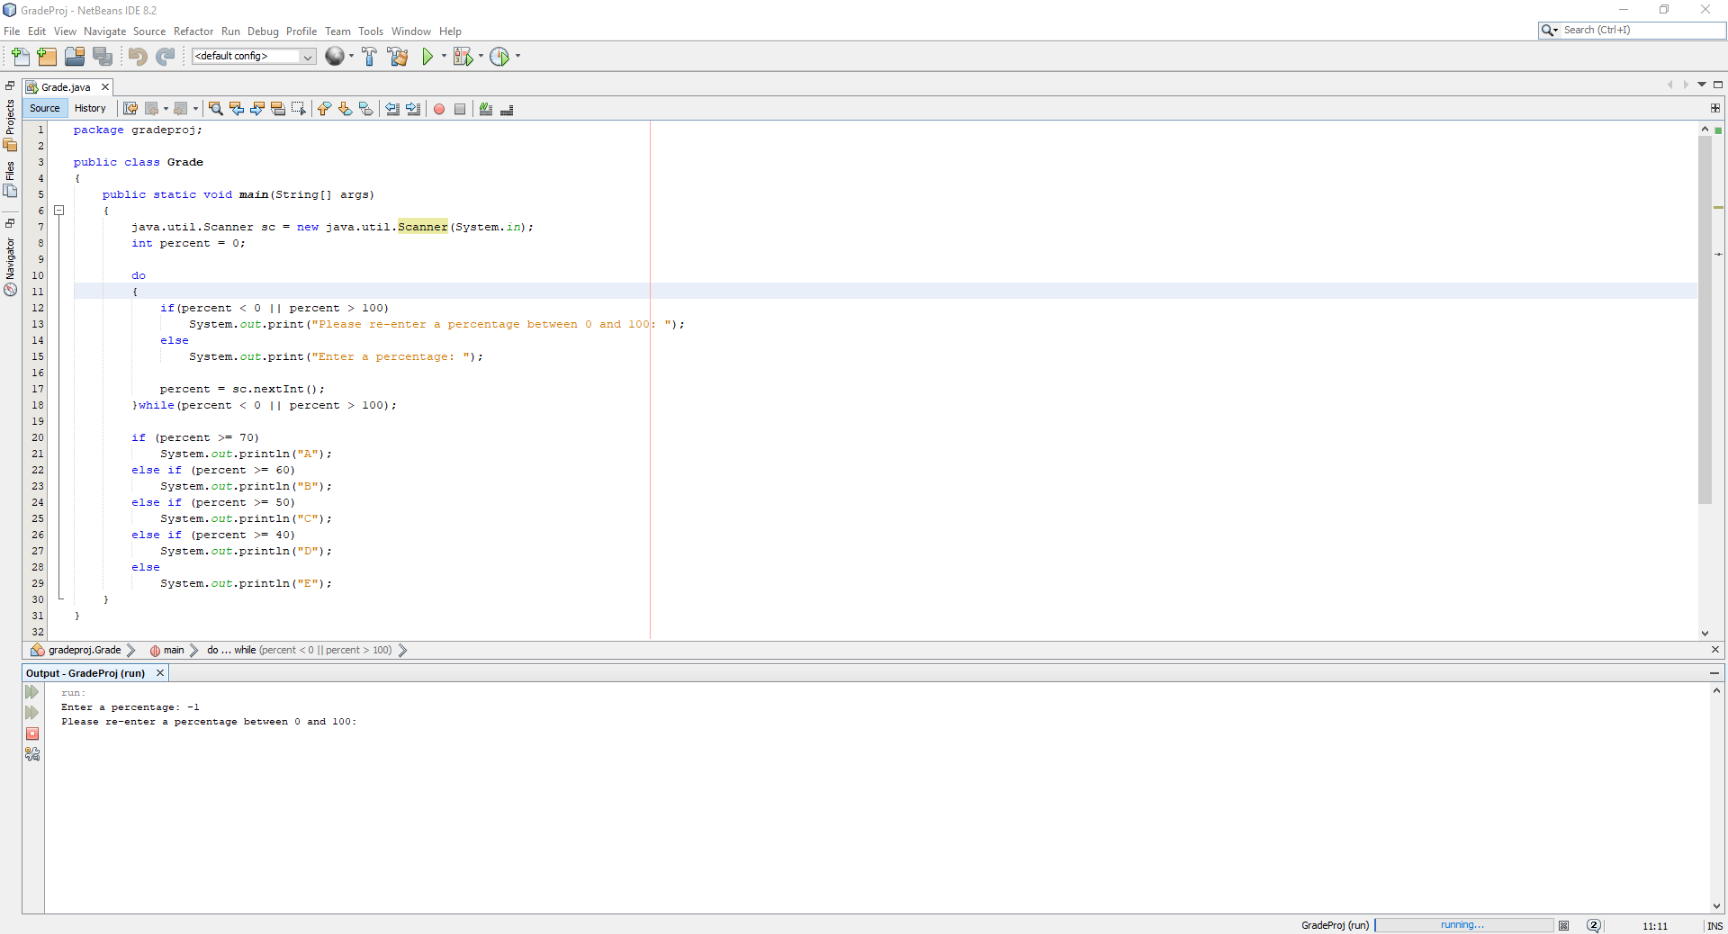 GradeProj - NetBeans IDE 8.2
File Edit View Navigate Source Refactor Run Debug Profile Team Tools Window Help
Search (Ctrl+I)
<default config>
Grade.java
Source History
Projects
Files
Navigator
1 package gradeproj;
2
3 public class Grade
4 {
5     public static void main(String[] args)
6     {
7         java.util.Scanner sc = new java.util.Scanner(System.in);
8         int percent = 0;
9
10         do
11         {
12             if(percent < 0 || percent > 100)
13                 System.out.print("Please re-enter a percentage between 0 and 100: ");
14             else
15                 System.out.print("Enter a percentage: ");
16
17             percent = sc.nextInt();
18         }while(percent < 0 || percent > 100);
19
20         if (percent >= 70)
21             System.out.println("A");
22         else if (percent >= 60)
23             System.out.println("B");
24         else if (percent >= 50)
25             System.out.println("C");
26         else if (percent >= 40)
27             System.out.println("D");
28         else
29             System.out.println("E");
30     }
31 }
32
gradeproj.Grade main do ... while (percent < 0 || percent > 100)
Output - GradeProj (run)
run:
Enter a percentage: -1
Please re-enter a percentage between 0 and 100:
GradeProj (run) running... 2 11:11 INS